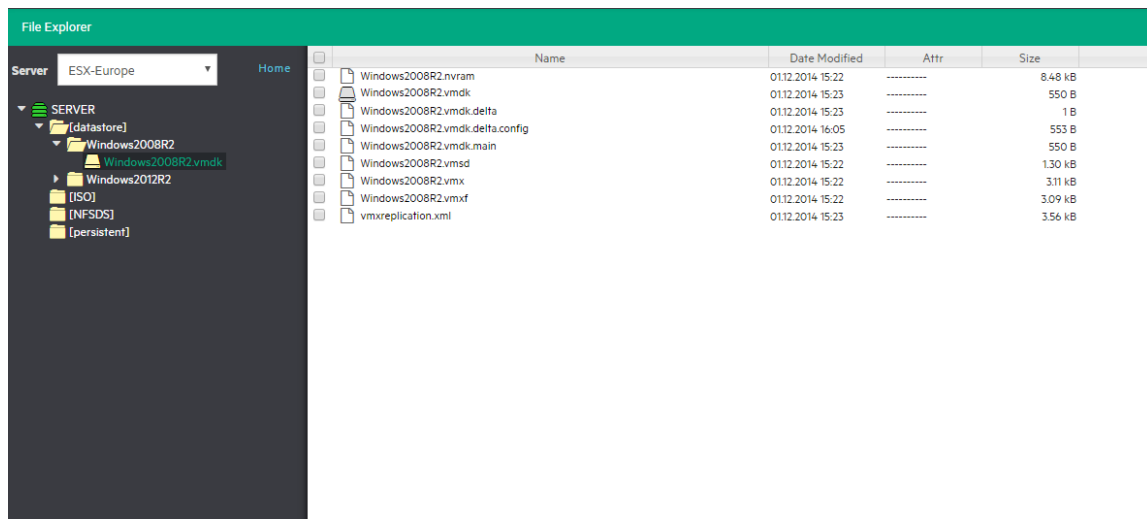 File Explorer
Server ESX-Europe Home
SERVER
[datastore]
Windows2008R2
Windows2008R2.vmdk
Windows2012R2
[ISO]
[NFSDS]
[persistent]
Name Date Modified Attr Size
Windows2008R2.nvram 01.12.2014 15:22 ---------- 8.48 kB
Windows2008R2.vmdk 01.12.2014 15:23 ---------- 550 B
Windows2008R2.vmdk.delta 01.12.2014 15:23 ---------- 1 B
Windows2008R2.vmdk.delta.config 01.12.2014 16:05 ---------- 553 B
Windows2008R2.vmdk.main 01.12.2014 15:23 ---------- 550 B
Windows2008R2.vmsd 01.12.2014 15:22 ---------- 1.30 kB
Windows2008R2.vmx 01.12.2014 15:22 ---------- 3.11 kB
Windows2008R2.vmxf 01.12.2014 15:22 ---------- 3.09 kB
vmxreplication.xml 01.12.2014 15:23 ---------- 3.56 kB